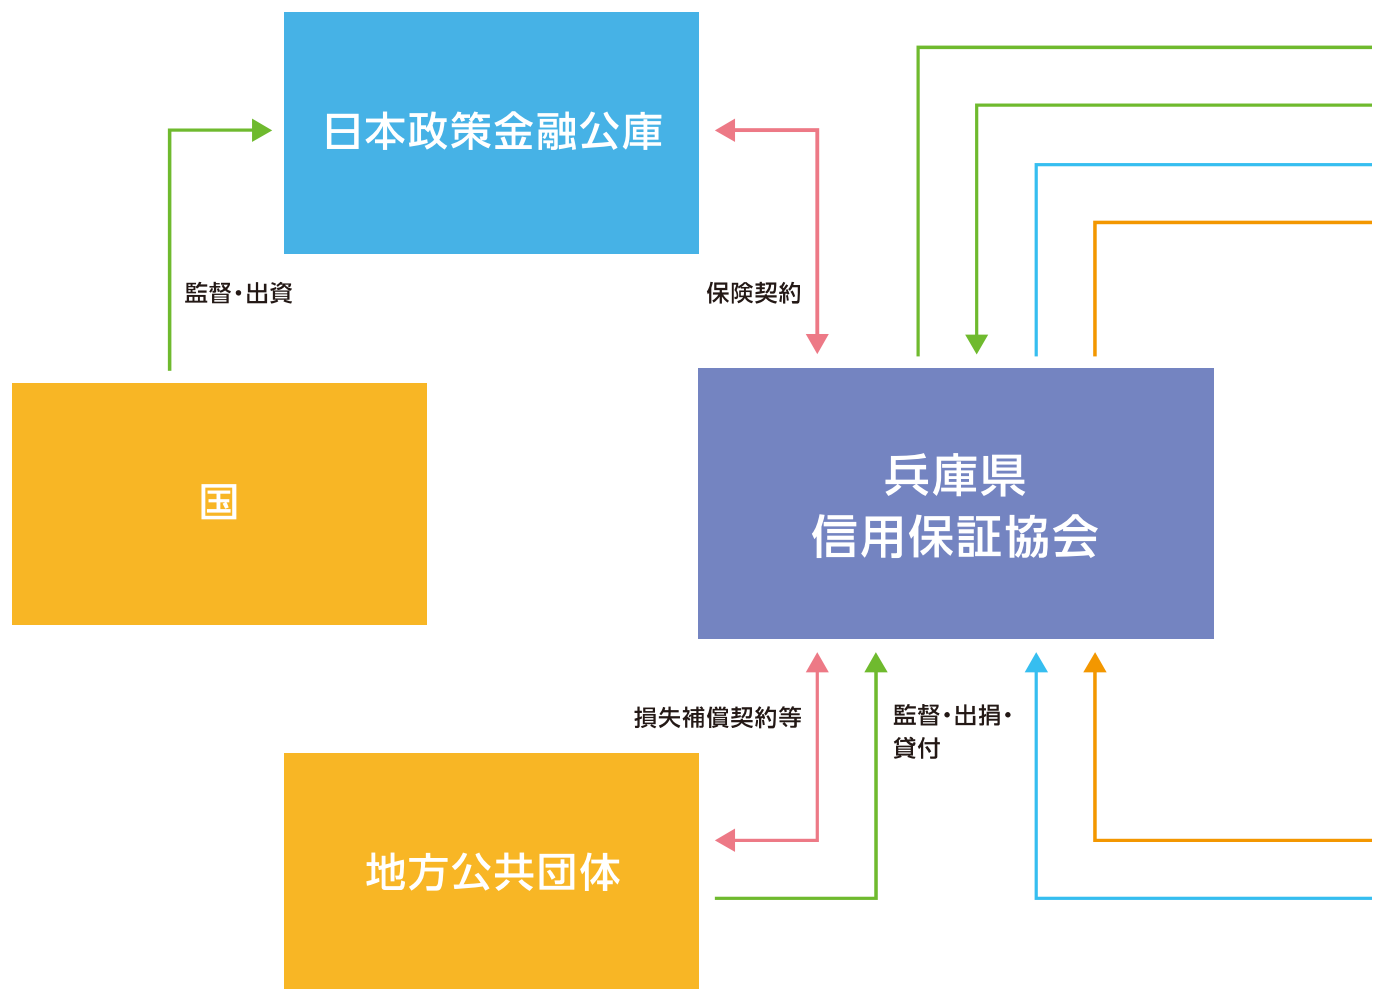 日本政策金融公庫
監督・出資
保険契約
国
兵庫県
信用保証協会
損失補償契約等
監督・出捐・
貸付
地方公共団体